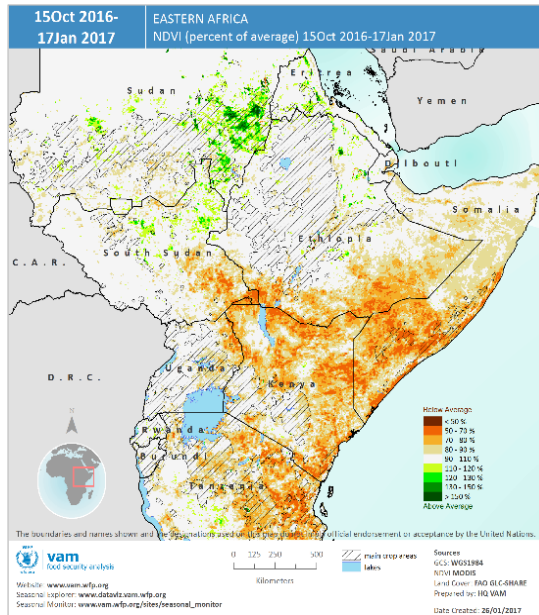 15Oct 2016-
17Jan 2017
EASTERN AFRICA
NDVI (percent of average) 15Oct 2016-17Jan 2017
Saudi Arabia
Eritrea
Sudan
Yemen
Djibouti
Somalia
Ethiopia
South Sudan
C.A.R.
Uganda
D.R.C.
Kenya
Rwanda
Burundi
Tanzania
N
Below Average
< 50 %
50 - 70 %
70 - 80 %
80 - 90 %
90 - 110 %
110 - 120 %
120 - 130 %
130 - 150 %
> 150 %
Above Average
The boundaries and names shown and the designations used on this map do not imply official endorsement or acceptance by the United Nations.
WFP
vam
food security analysis
0 125 250 500
Kilometers
main crop areas
lakes
Sources
GCS: WGS1984
NDVI MODIS
Land Cover: FAO GLC-SHARE
Prepared by: HQ VAM
Website: www.vam.wfp.org
Seasonal Explorer: www.dataviz.vam.wfp.org
Seasonal Monitor: www.vam.wfp.org/sites/seasonal_monitor
Date Created: 26/01/2017